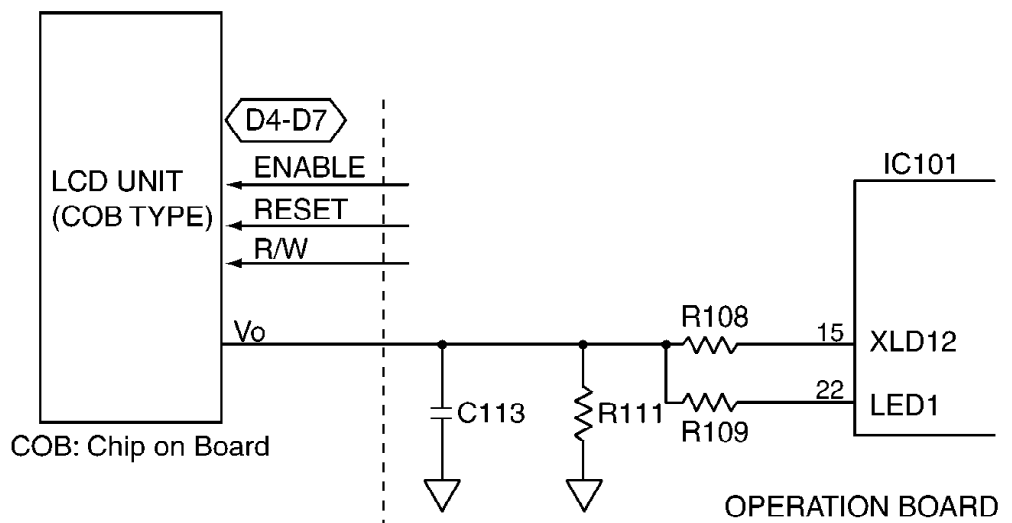 D4-D7
LCD UNIT
(COB TYPE)
ENABLE
RESET
R/W
IC101
Vo
R108
15
XLD12
C113
R111
R109
22
LED1
COB: Chip on Board
OPERATION BOARD